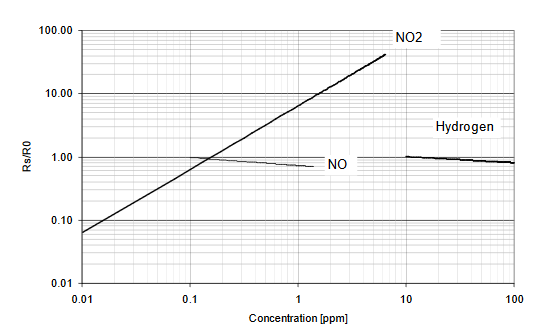 100.00
NO2
10.00
Hydrogen
1.00
NO
Rs/R0
0.10
0.01
0.01 0.1 1 10 100
Concentration [ppm]